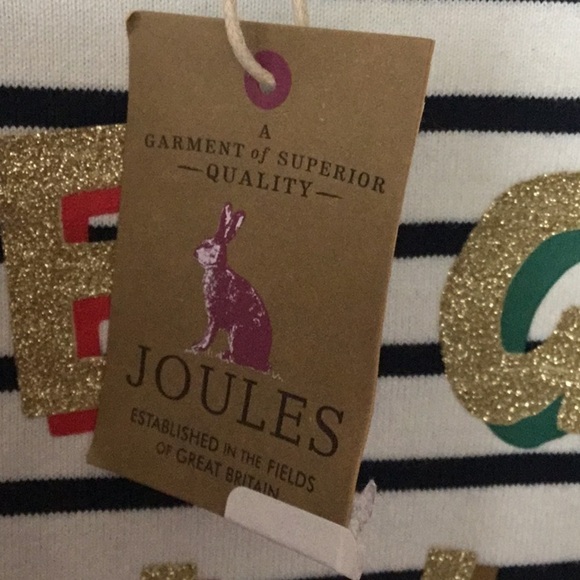 A
GARMENT of SUPERIOR
—QUALITY—
JOULES
ESTABLISHED IN THE FIELDS
OF GREAT BRITAIN
E G